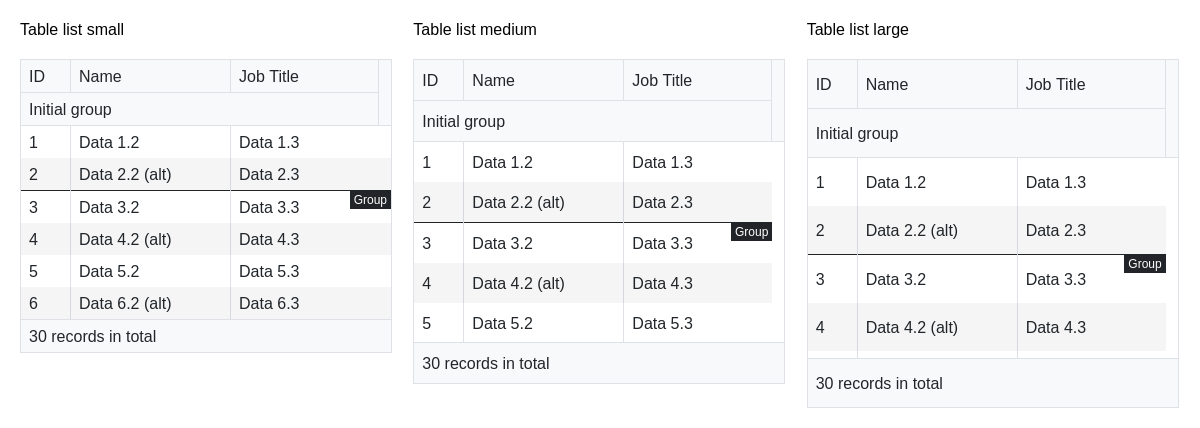 Table list small
ID Name Job Title
Initial group
1 Data 1.2 Data 1.3
2 Data 2.2 (alt) Data 2.3
Group
3 Data 3.2 Data 3.3
4 Data 4.2 (alt) Data 4.3
5 Data 5.2 Data 5.3
6 Data 6.2 (alt) Data 6.3
30 records in total
Table list medium
ID Name Job Title
Initial group
1 Data 1.2 Data 1.3
2 Data 2.2 (alt) Data 2.3
Group
3 Data 3.2 Data 3.3
4 Data 4.2 (alt) Data 4.3
5 Data 5.2 Data 5.3
30 records in total
Table list large
ID Name Job Title
Initial group
1 Data 1.2 Data 1.3
2 Data 2.2 (alt) Data 2.3
Group
3 Data 3.2 Data 3.3
4 Data 4.2 (alt) Data 4.3
30 records in total